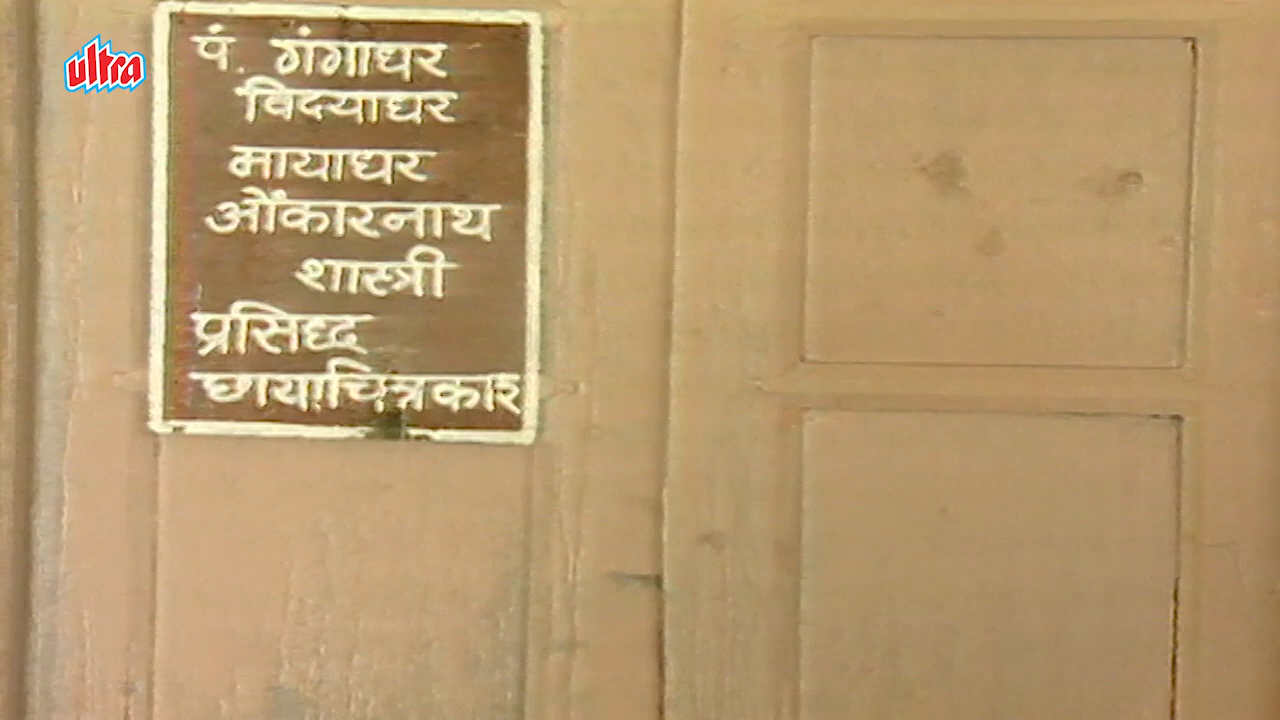 ultra
पं. गंगाधर
विद्याधर
मायाधर
ओंकारनाथ
शास्त्री
प्रसिध्द
छायाचित्रकार